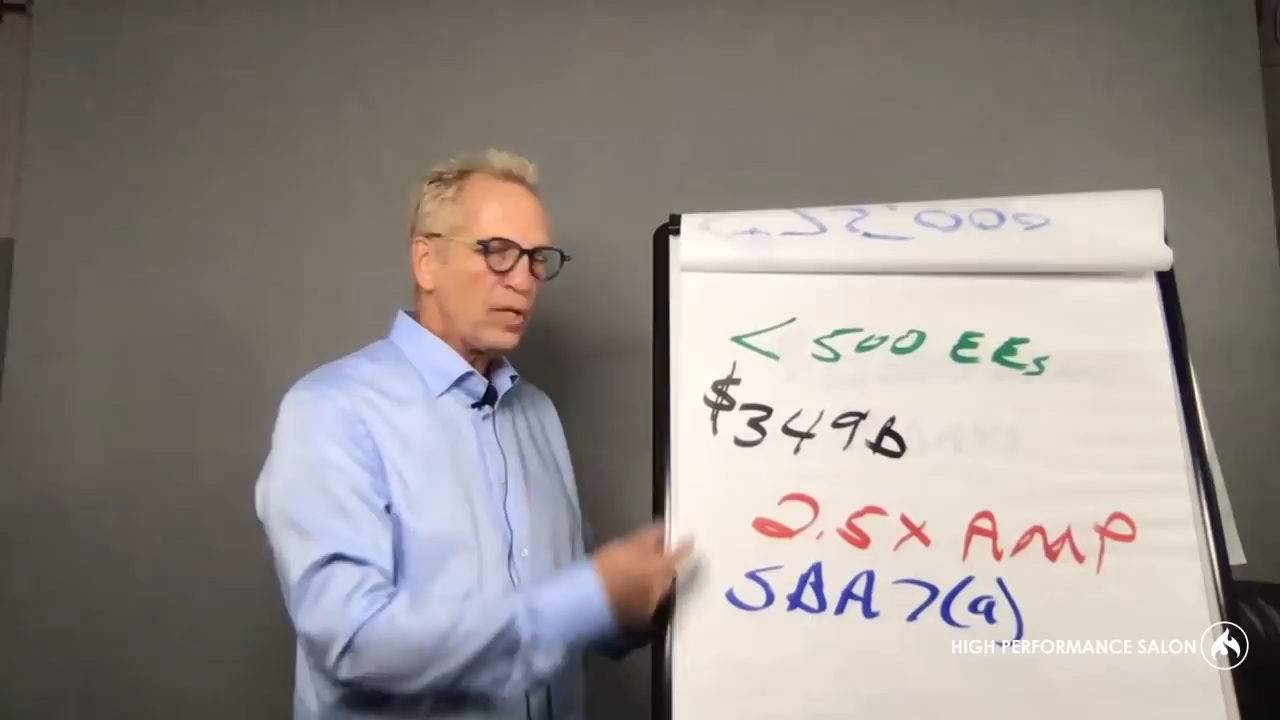 < 500 EEs
$349b
2.5x AMP
SBA 7(a)
HIGH PERFORMANCE SALON